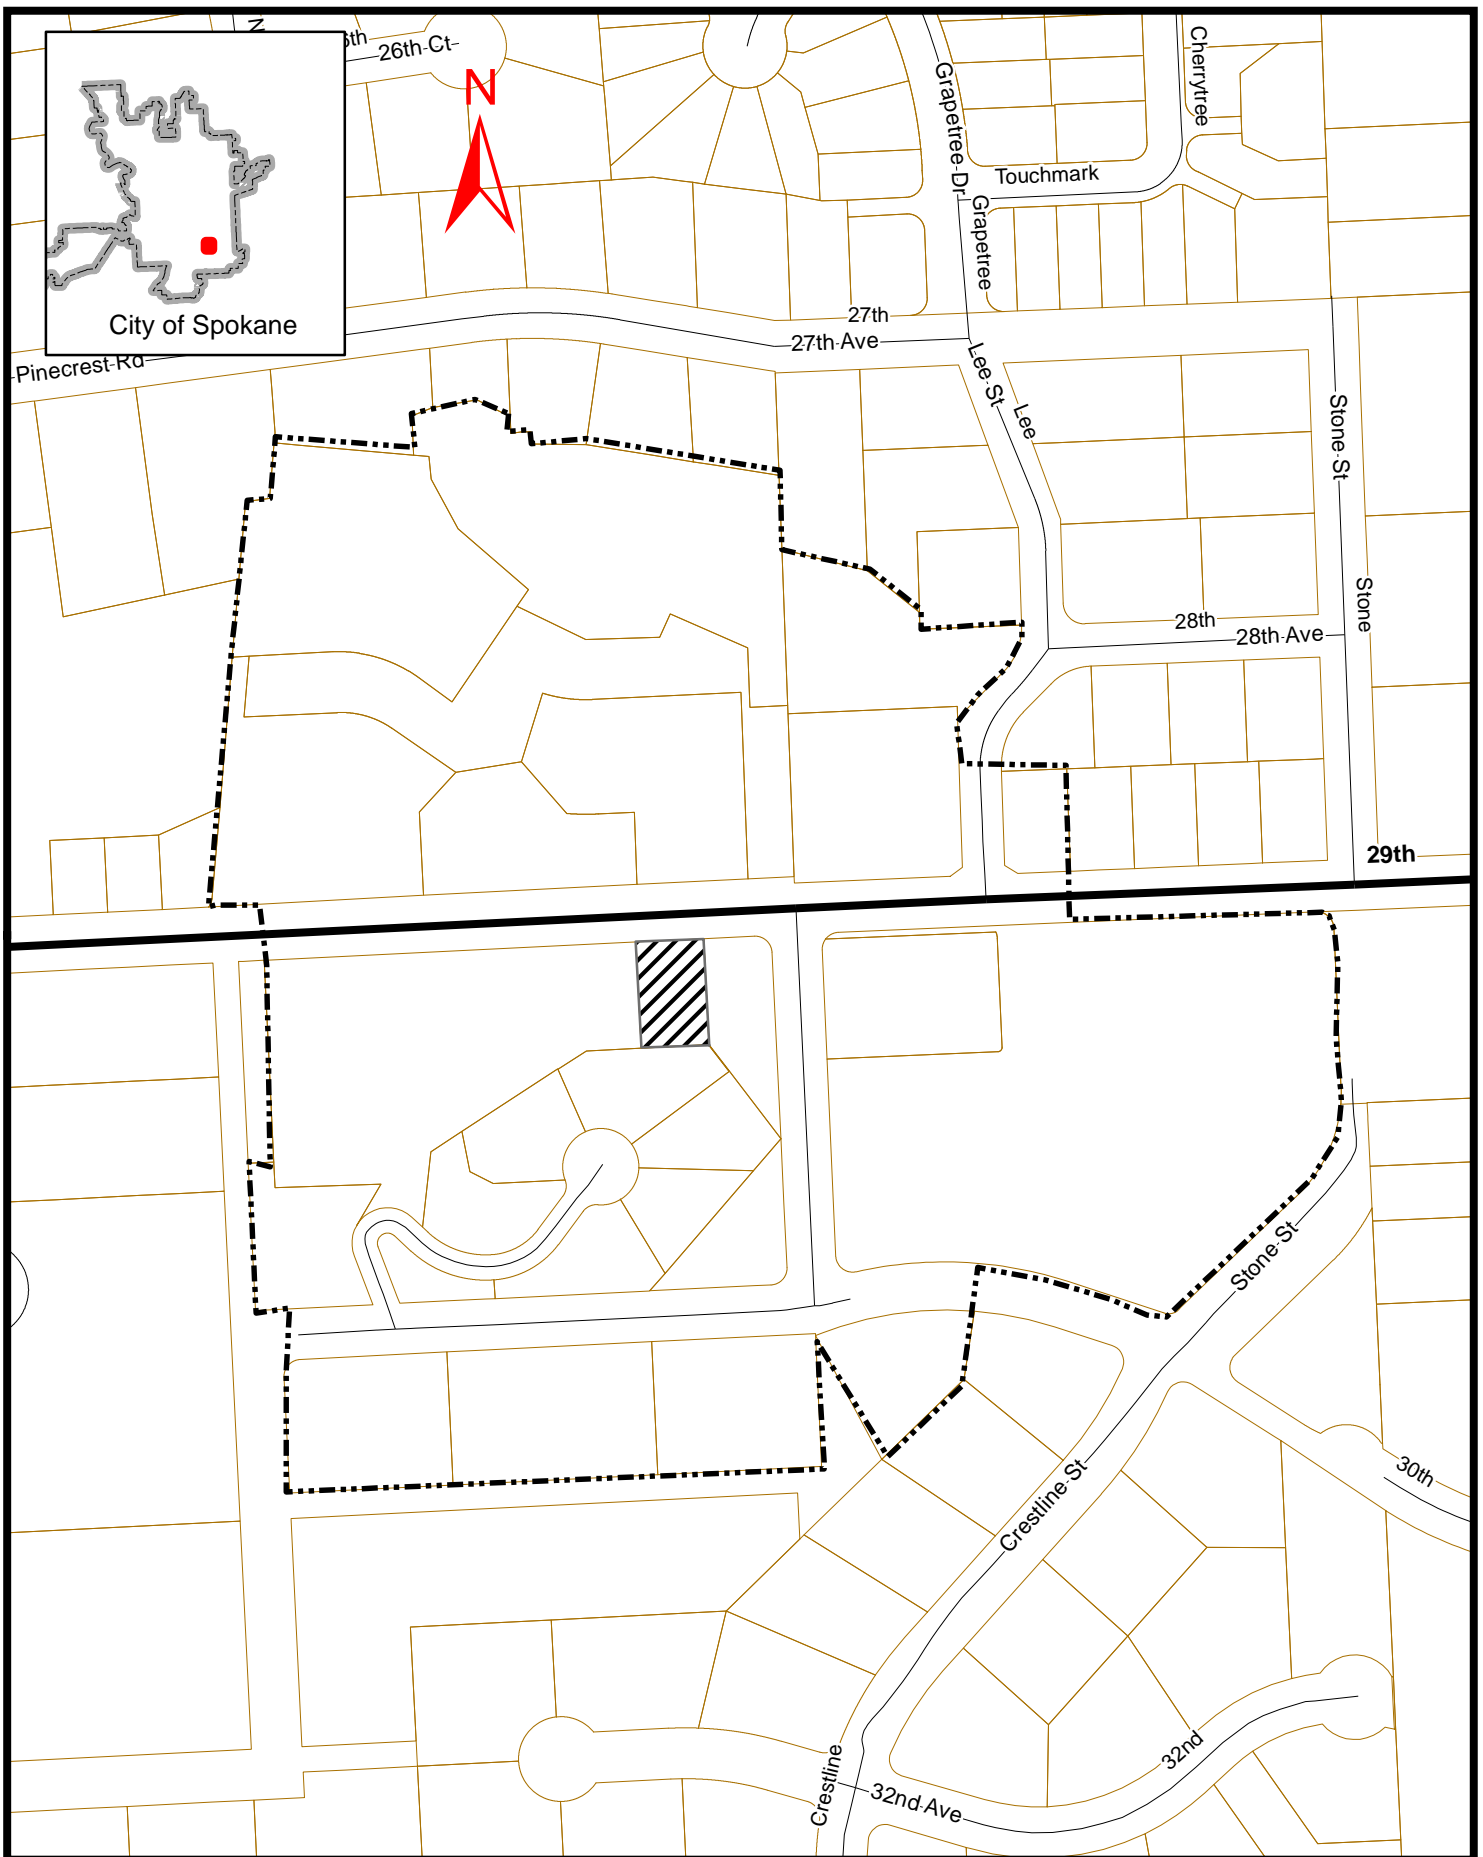 N
6th
26th Ct
N
Cherrytree
Grapetree Dr
Touchmark
Grapetree
City of Spokane
27th
27th Ave
Pinecrest Rd
Lee St
Lee
Stone St
Stone
28th
28th Ave
29th
Stone St
30th
Crestline St
32nd
Crestline
32nd Ave